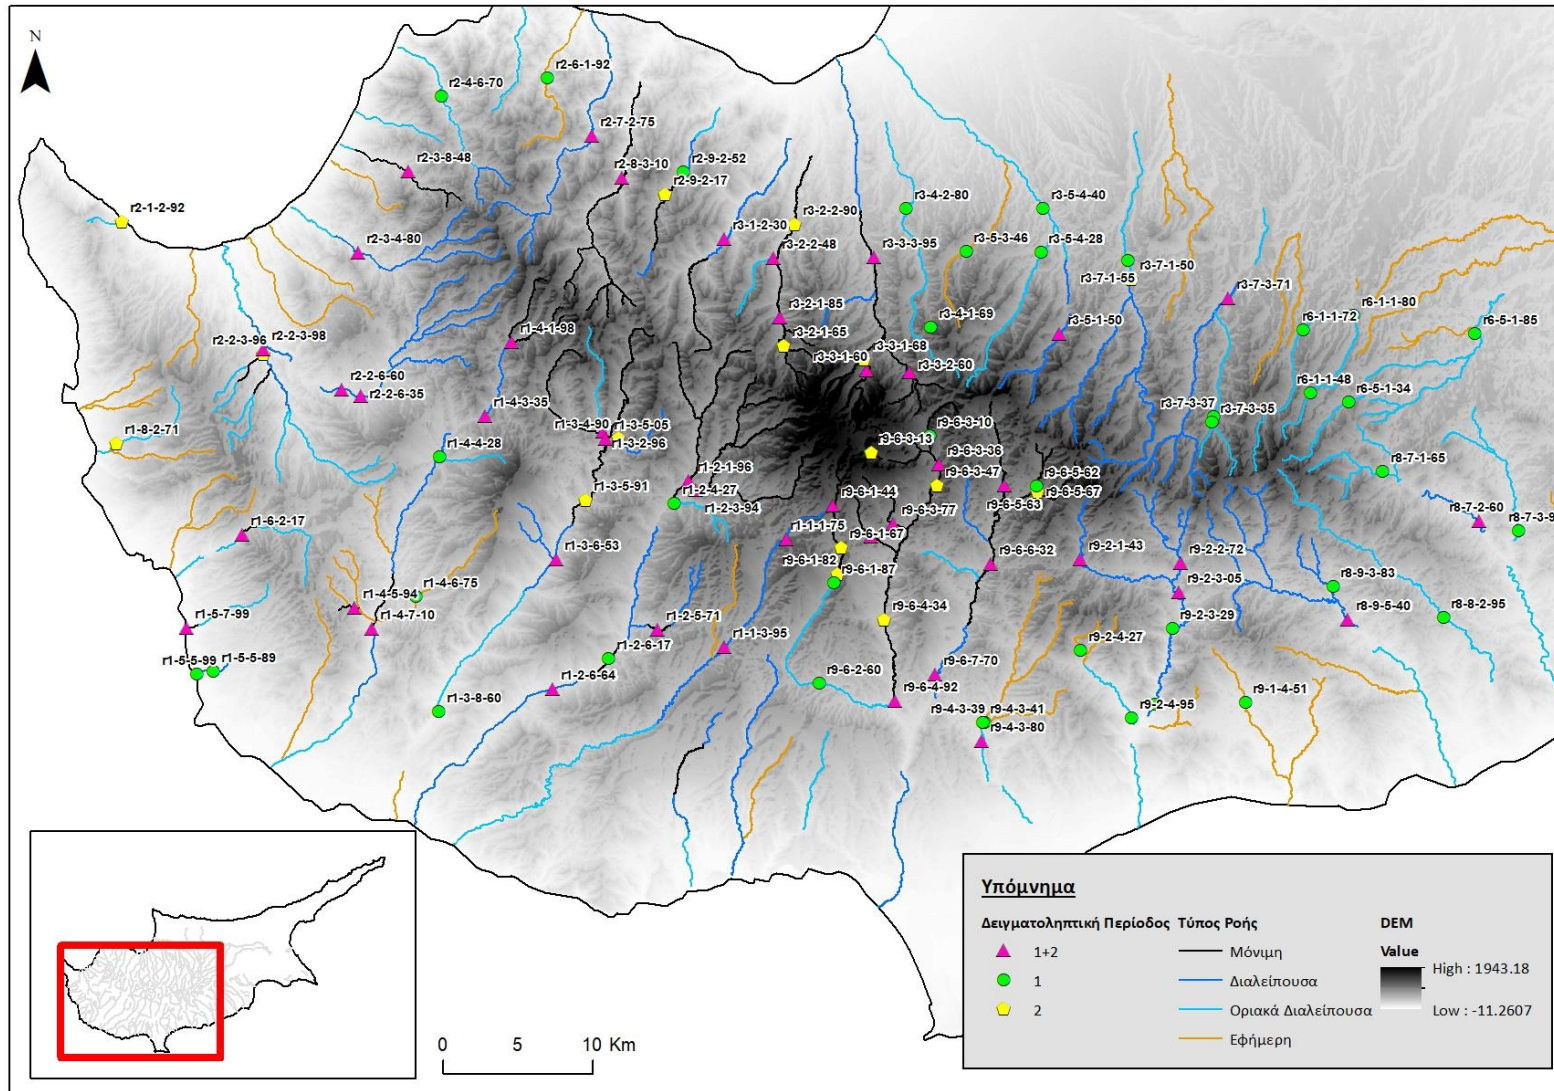 N
r2-4-6-70
r2-6-1-92
r2-7-2-75
r2-3-8-48
r2-8-3-10
r2-9-2-52
r2-9-2-17
r2-1-2-92
r2-3-4-80
r3-1-2-30
r3-2-2-90
r3-2-2-48
r3-4-2-80
r3-3-3-95
r3-5-4-40
r3-5-3-46
r3-5-4-28
r3-7-1-50
r3-7-1-55
r3-7-3-71
r6-1-1-80
r6-1-1-72
r6-5-1-85
r3-2-1-85
r3-2-1-65
r3-4-1-69
r3-5-1-50
r1-4-1-98
r2-2-3-98
r2-2-3-96
r3-3-1-68
r3-3-1-60
r3-3-2-60
r2-2-6-60
r2-2-6-35
r6-1-1-48
r6-5-1-34
r1-4-3-35
r3-7-3-37
r3-7-3-35
r1-8-2-71
r1-3-4-90
r1-3-5-05
r1-3-2-96
r1-4-4-28
r9-6-3-10
r9-6-3-13
r9-6-3-36
r9-6-3-47
r9-6-5-62
r9-6-5-67
r9-6-5-63
r8-7-1-65
r1-2-1-96
r1-2-4-27
r1-2-3-94
r1-3-5-91
r9-6-1-44
r9-6-3-77
r8-7-2-60
r8-7-3-9
r1-6-2-17
r1-1-1-75
r9-6-1-67
r9-6-1-82
r9-6-1-87
r1-3-6-53
r9-6-6-32
r9-2-1-43
r9-2-2-72
r9-2-3-05
r9-2-3-29
r8-9-3-83
r8-9-5-40
r8-8-2-95
r1-4-6-75
r1-4-5-94
r1-4-7-10
r1-5-7-99
r1-2-5-71
r9-6-4-34
r1-1-3-95
r1-2-6-17
r9-2-4-27
r1-5-5-99
r1-5-5-89
r9-6-7-70
r1-2-6-64
r9-6-2-60
r9-6-4-92
r1-3-8-60
r9-4-3-39
r9-4-3-41
r9-4-3-80
r9-2-4-95
r9-1-4-51
Υπόμνημα
Δειγματοληπτική Περίοδος
1+2
1
2
Τύπος Ροής
Μόνιμη
Διαλείπουσα
Οριακά Διαλείπουσα
Εφήμερη
DEM
Value
High : 1943.18
Low : -11.2607
0 5 10 Km